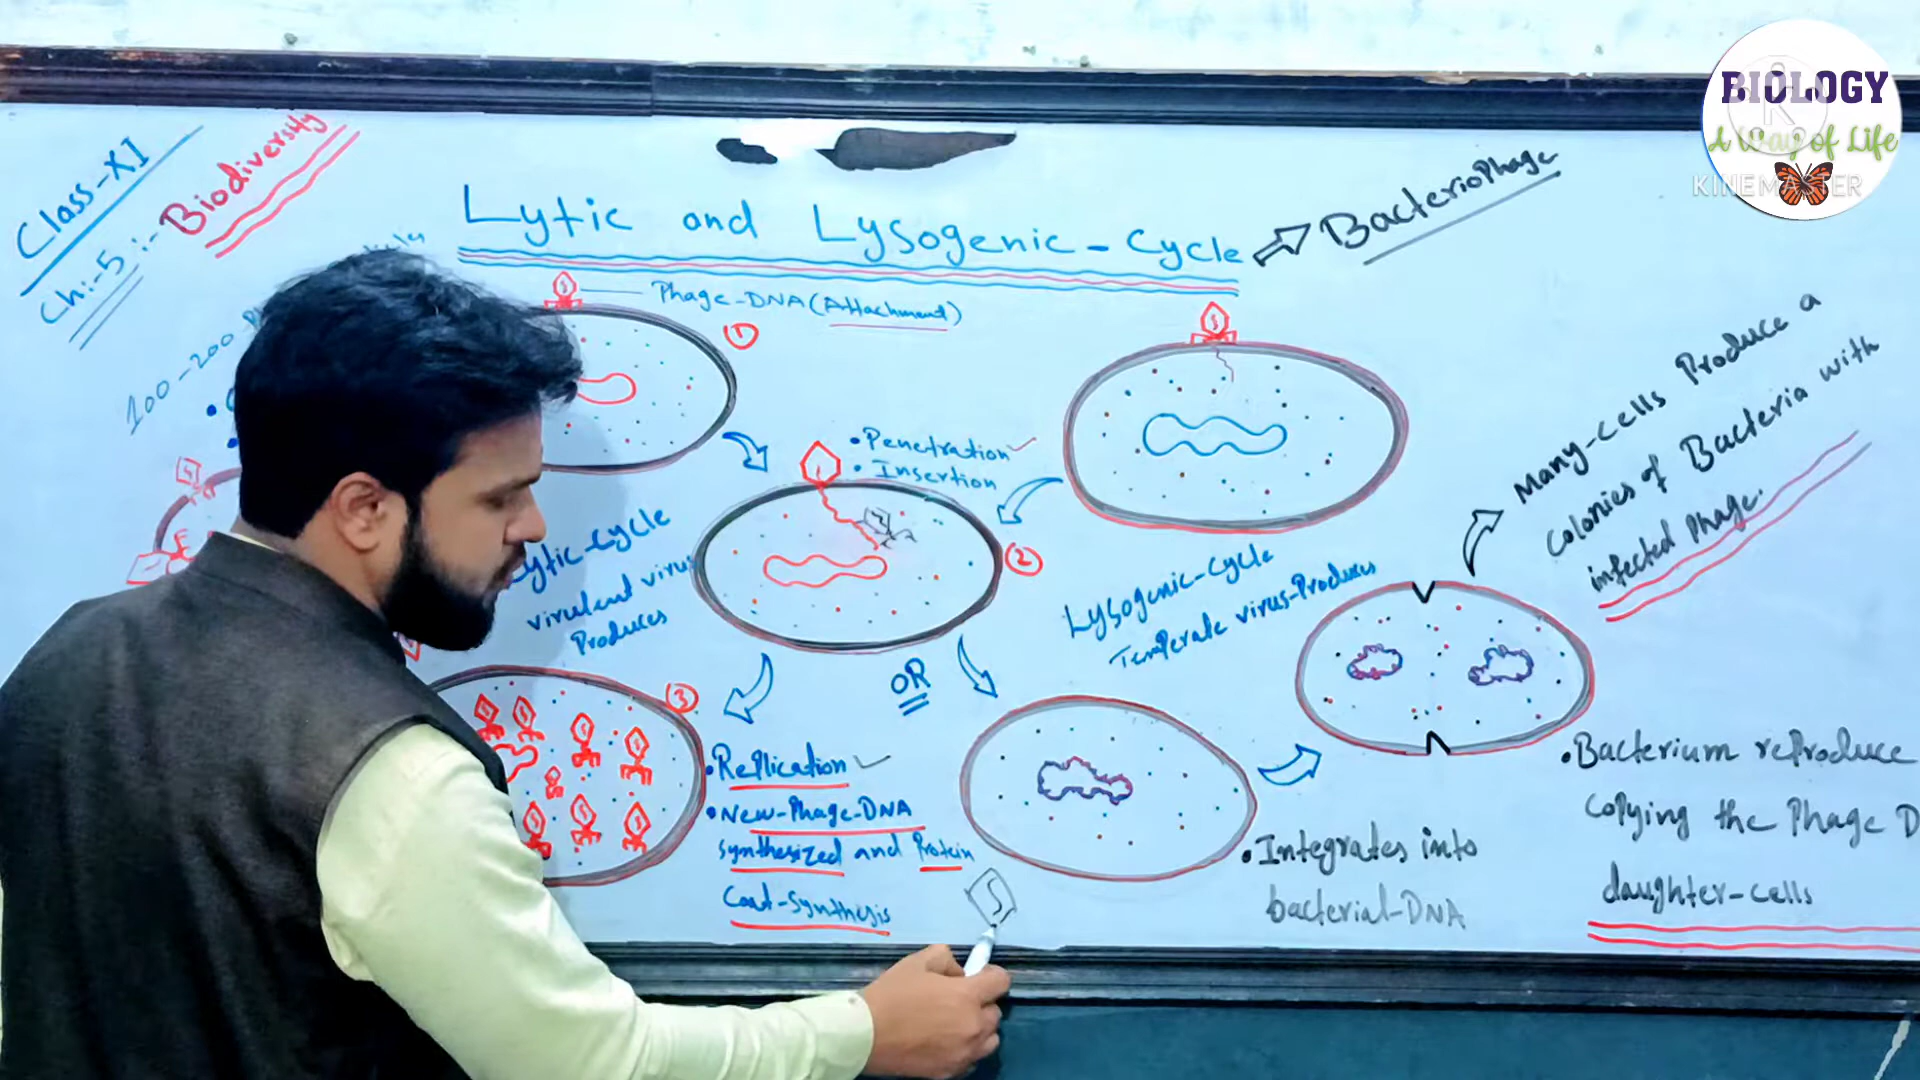 BIOLOGY
A Way of Life
KINEMASTER
Class-XI
Ch:-5 :- Biodiversity
Lytic and Lysogenic-Cycle
BacterioPhage
Phage-DNA (Attachment)
1
100-200
• Penetration
• Insertion
2
Lytic-Cycle
virulent virus
Produces
Lysogenic-Cycle
Temperate virus-Produces
OR
3
• Replication
• New-Phage-DNA
synthesized and Protein
Coat-Synthesis
• Integrates into
bacterial-DNA
Many-cells Produce a
colonies of Bacteria with
infected Phage.
• Bacterium reproduce
copying the Phage D
daughter-cells